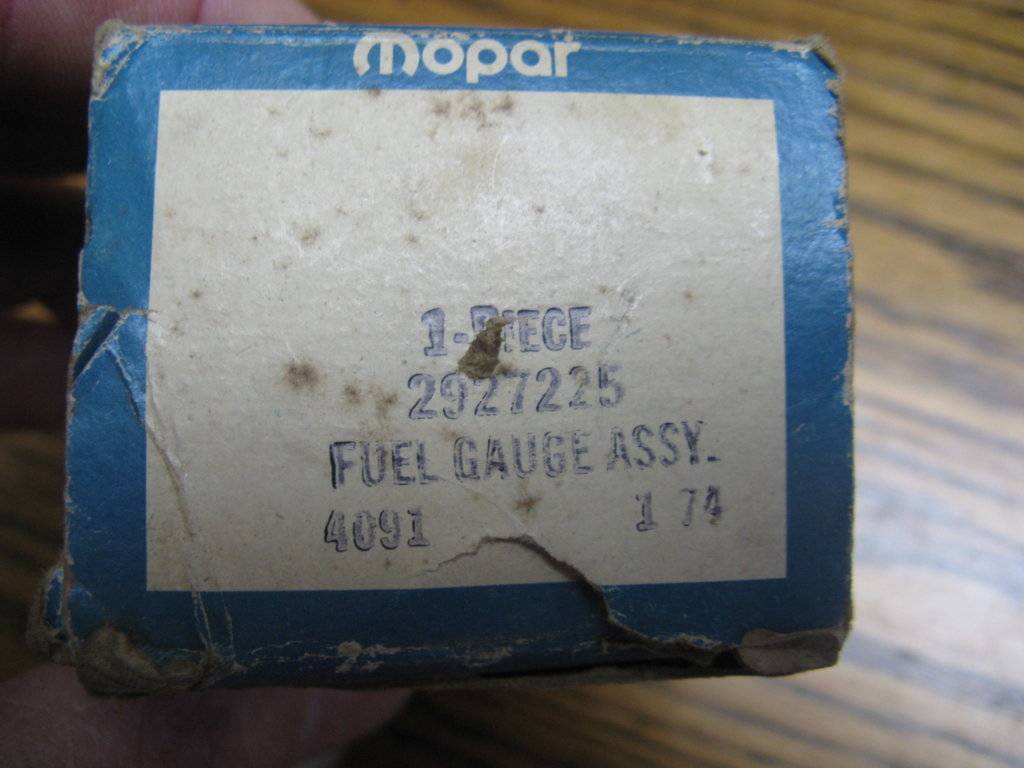 mopar
1-PIECE
2927225
FUEL GAUGE ASSY.
4091 1 74